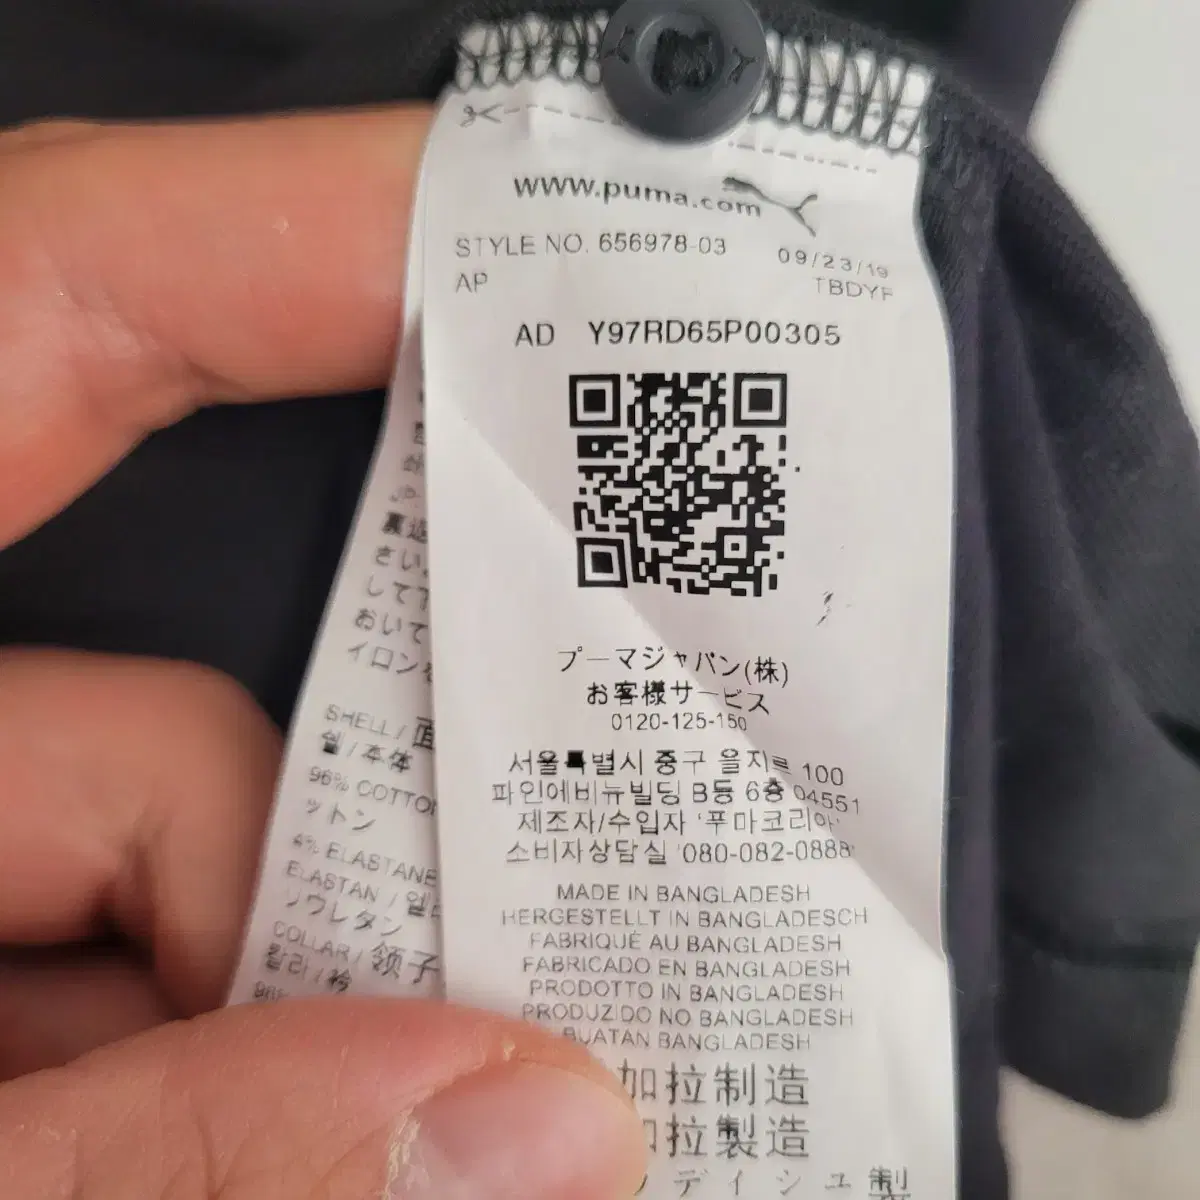 www.puma.com
STYLE NO. 656978-03
09/23/19
AP
TBDYF
AD Y97RD65P00305
プーマジャパン(株)
お客様サービス
0120-125-150
서울특별시 중구 을지로 100
파인에비뉴빌딩 B동 6층 04551
제조자/수입자 '푸마코리아'
소비자상담실 '080-082-0888'
MADE IN BANGLADESH
HERGESTELLT IN BANGLADESCH
FABRIQUÉ AU BANGLADESH
FABRICADO EN BANGLADESH
PRODOTTO IN BANGLADESH
PRODUZIDO NO BANGLADESH
BUATAN BANGLADESH
加拉制造
加拉製造
ディシュ製
裏返
さい。
して下
おいて
イロンを
SHELL / 面
쉘 / 本体
96% COTTON
ットン
4% ELASTANE
ELASTAN / 엘
リウレタン
COLLAR / 领子
칼라 / 衿